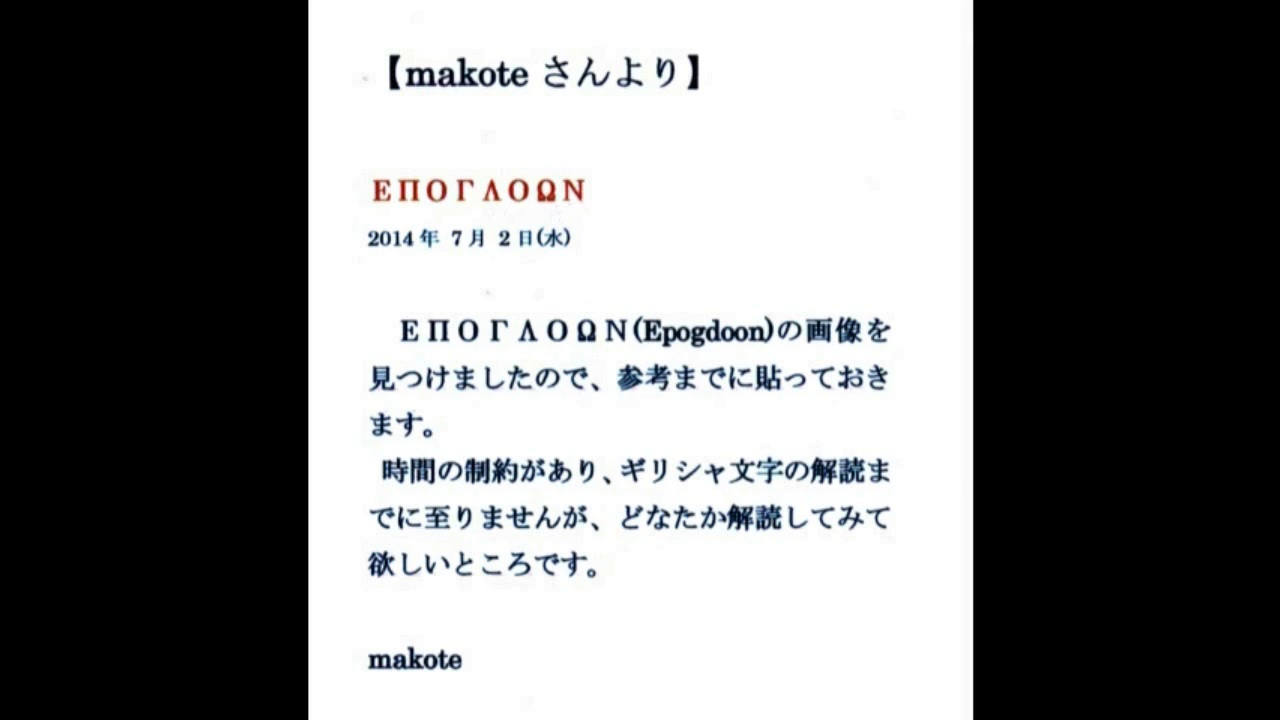 【makote さんより】
ΕΠΟΓΛΟΩΝ
2014 年 7 月 2 日(水)
ΕΠΟΓΛΟΩΝ(Epogdoon)の画像を
見つけましたので、参考までに貼っておき
ます。
時間の制約があり、ギリシャ文字の解読ま
でに至りませんが、どなたか解読してみて
欲しいところです。
makote